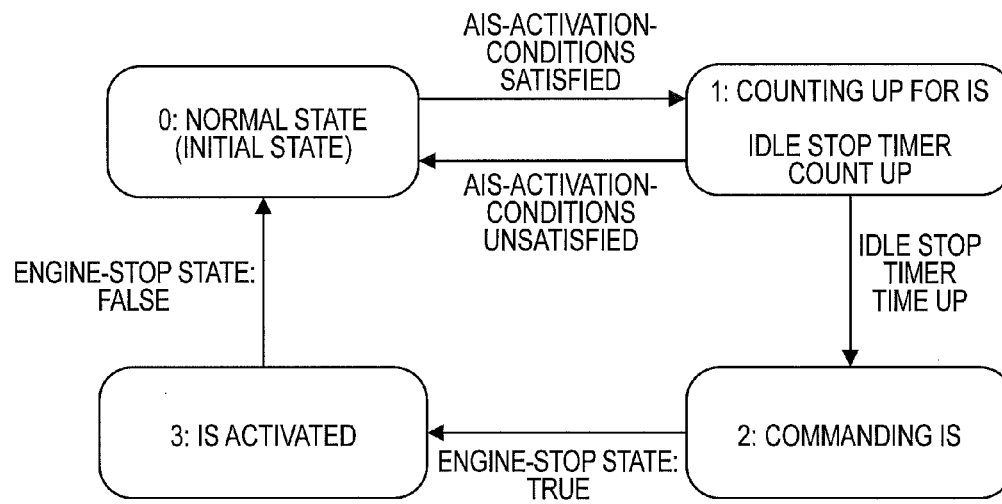 AIS-ACTIVATION-
CONDITIONS
SATISFIED
0: NORMAL STATE
(INITIAL STATE)
1: COUNTING UP FOR IS
IDLE STOP TIMER
COUNT UP
AIS-ACTIVATION-
CONDITIONS
UNSATISFIED
ENGINE-STOP STATE:
FALSE
IDLE STOP
TIMER
TIME UP
3: IS ACTIVATED
2: COMMANDING IS
ENGINE-STOP STATE:
TRUE